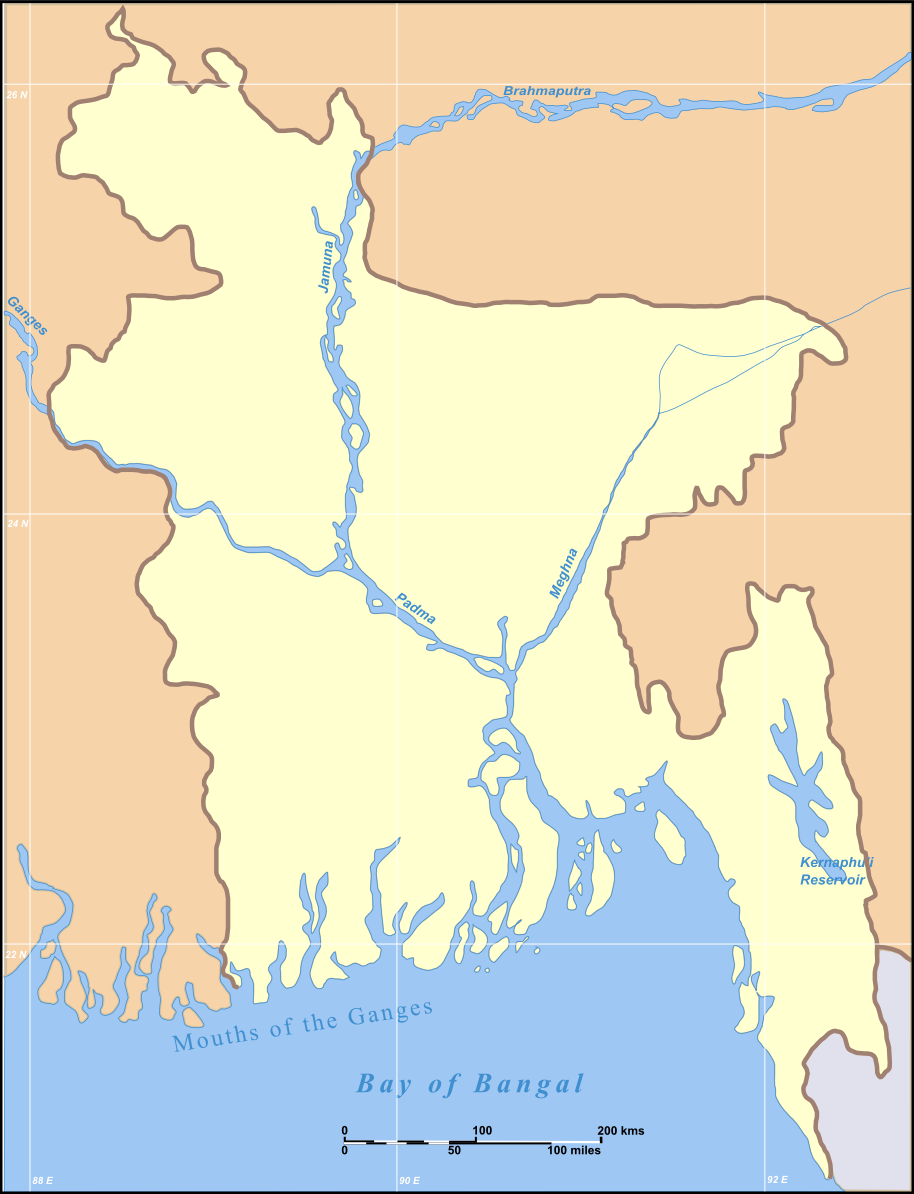 Brahmaputra
26 N
Jamuna
Ganges
24 N
Meghna
Padma
Kernaphuli
Reservoir
22 N
Mouths of the Ganges
Bay of Bangal
0 100 200 kms
0 50 100 miles
88 E
90 E
92 E